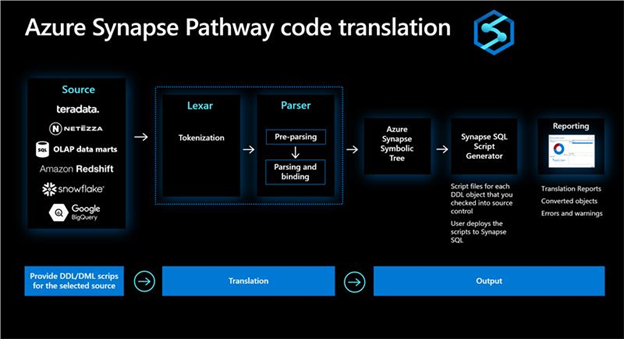 Azure Synapse Pathway code translation
Source
teradata.
NETEZZA
SQL
OLAP data marts
Amazon Redshift
snowflake
Google
BigQuery
Lexar
Tokenization
Parser
Pre-parsing
Parsing and
binding
Azure
Synapse
Symbolic
Tree
Synapse SQL
Script
Generator
Script files for each
DDL object that you
checked into source
control
User deploys the
scripts to Synapse
SQL
Reporting
Translation Reports
Converted objects
Errors and warnings
Provide DDL/DML scrips
for the selected source
Translation
Output